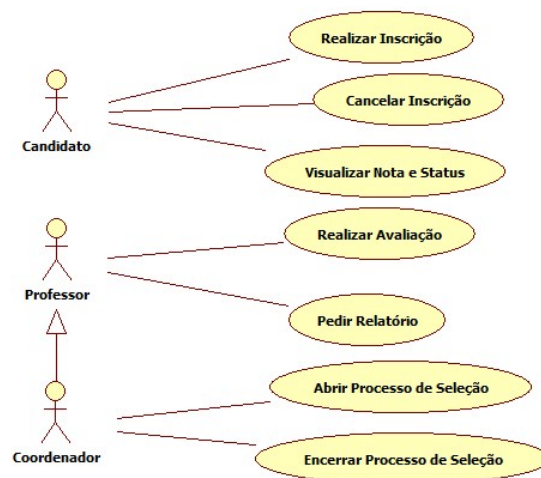 Realizar Inscrição
Cancelar Inscrição
Candidato
Visualizar Nota e Status
Realizar Avaliação
Professor
Pedir Relatório
Abrir Processo de Seleção
Coordenador
Encerrar Processo de Seleção